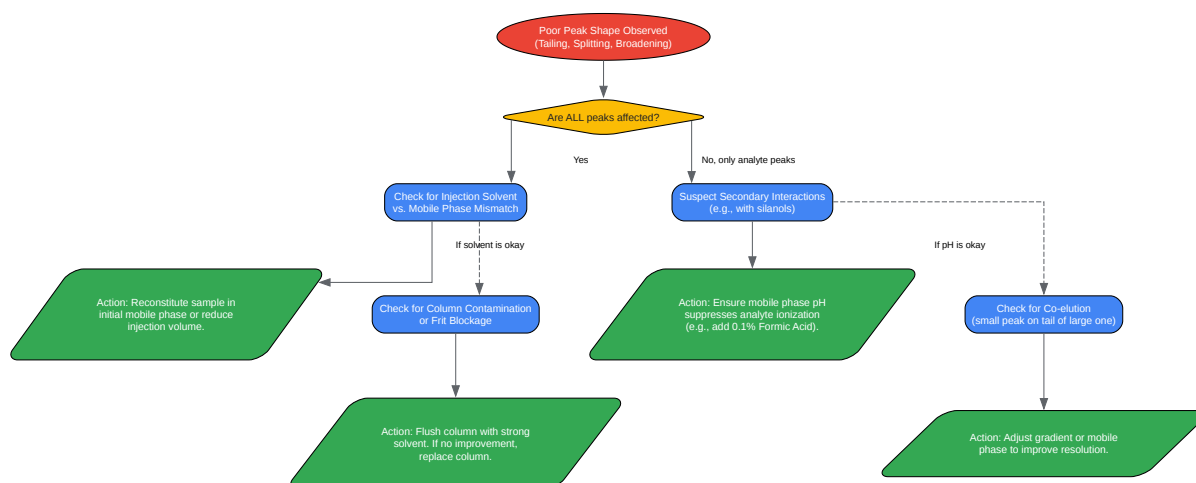 Poor Peak Shape Observed
(Tailing, Splitting, Broadening)
Are ALL peaks affected?
Yes
No, only analyte peaks
Check for Injection Solvent
vs. Mobile Phase Mismatch
Suspect Secondary Interactions
(e.g., with silanols)
If solvent is okay
If pH is okay
Action: Reconstitute sample in
initial mobile phase or reduce
injection volume.
Check for Column Contamination
or Frit Blockage
Action: Ensure mobile phase pH
suppresses analyte ionization
(e.g., add 0.1% Formic Acid).
Check for Co-elution
(small peak on tail of large one)
Action: Flush column with strong
solvent. If no improvement,
replace column.
Action: Adjust gradient or mobile
phase to improve resolution.